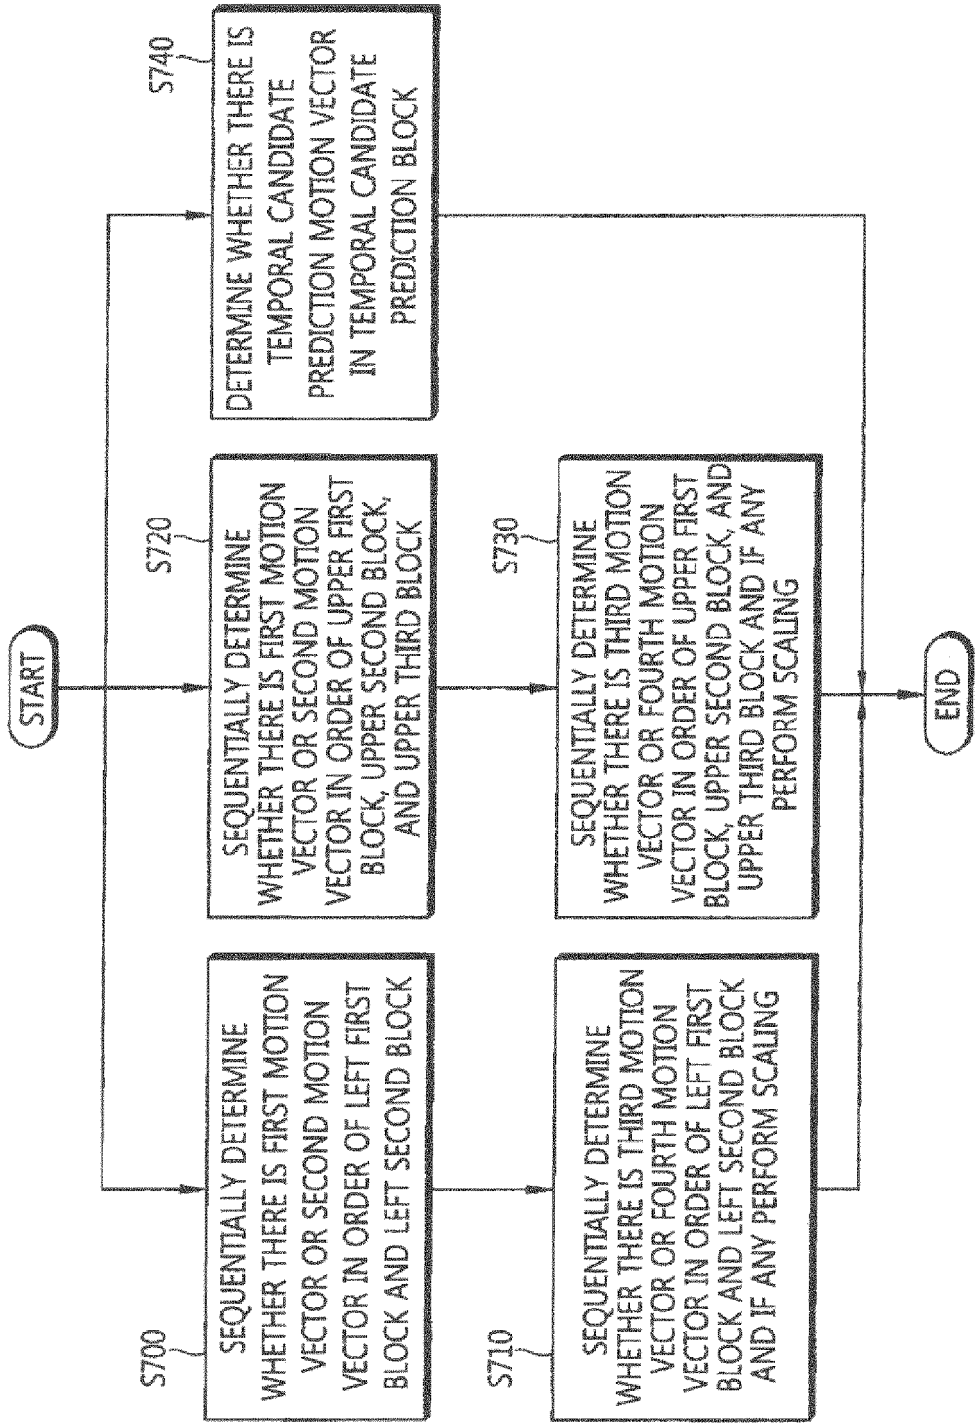 START
S700
SEQUENTIALLY DETERMINE
WHETHER THERE IS FIRST MOTION
VECTOR OR SECOND MOTION
VECTOR IN ORDER OF LEFT FIRST
BLOCK AND LEFT SECOND BLOCK
S720
SEQUENTIALLY DETERMINE
WHETHER THERE IS FIRST MOTION
VECTOR OR SECOND MOTION
VECTOR IN ORDER OF UPPER FIRST
BLOCK, UPPER SECOND BLOCK,
AND UPPER THIRD BLOCK
S740
DETERMINE WHETHER THERE IS
TEMPORAL CANDIDATE
PREDICTION MOTION VECTOR
IN TEMPORAL CANDIDATE
PREDICTION BLOCK
S710
SEQUENTIALLY DETERMINE
WHETHER THERE IS THIRD MOTION
VECTOR OR FOURTH MOTION
VECTOR IN ORDER OF LEFT FIRST
BLOCK AND LEFT SECOND BLOCK
AND IF ANY PERFORM SCALING
S730
SEQUENTIALLY DETERMINE
WHETHER THERE IS THIRD MOTION
VECTOR OR FOURTH MOTION
VECTOR IN ORDER OF UPPER FIRST
BLOCK, UPPER SECOND BLOCK, AND
UPPER THIRD BLOCK AND IF ANY
PERFORM SCALING
END